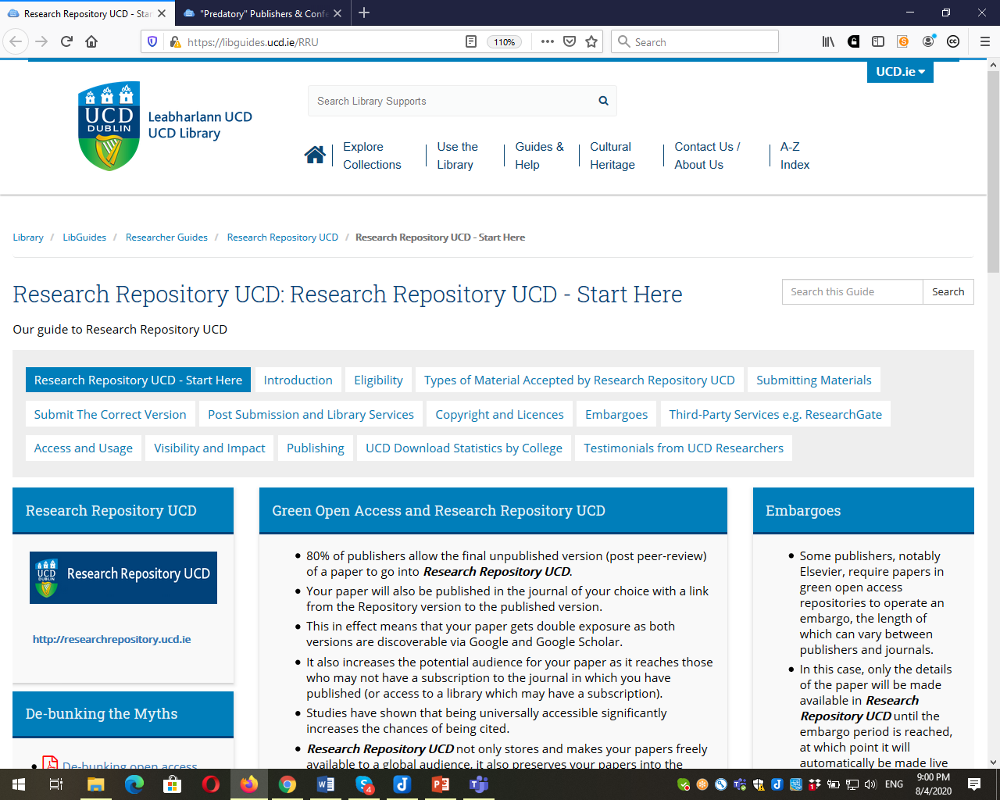 Research Repository UCD - Star
"Predatory" Publishers & Confe
https://libguides.ucd.ie/RRU
110%
Search
UCD.ie
UCD
DUBLIN
Leabharlann UCD
UCD Library
Search Library Supports
Explore Collections
Use the Library
Guides & Help
Cultural Heritage
Contact Us / About Us
A-Z Index
Library / LibGuides / Researcher Guides / Research Repository UCD / Research Repository UCD - Start Here
Research Repository UCD: Research Repository UCD - Start Here
Search this Guide
Search
Our guide to Research Repository UCD
Research Repository UCD - Start Here
Introduction
Eligibility
Types of Material Accepted by Research Repository UCD
Submitting Materials
Submit The Correct Version
Post Submission and Library Services
Copyright and Licences
Embargoes
Third-Party Services e.g. ResearchGate
Access and Usage
Visibility and Impact
Publishing
UCD Download Statistics by College
Testimonials from UCD Researchers
Research Repository UCD
UCD
DUBLIN
Research Repository UCD
http://researchrepository.ucd.ie
De-bunking the Myths
De-bunking open access
Green Open Access and Research Repository UCD
80% of publishers allow the final unpublished version (post peer-review)
of a paper to go into Research Repository UCD.
Your paper will also be published in the journal of your choice with a link
from the Repository version to the published version.
This in effect means that your paper gets double exposure as both
versions are discoverable via Google and Google Scholar.
It also increases the potential audience for your paper as it reaches those
who may not have a subscription to the journal in which you have
published (or access to a library which may have a subscription).
Studies have shown that being universally accessible significantly
increases the chances of being cited.
Research Repository UCD not only stores and makes your papers freely
available to a global audience, it also preserves your papers into the
Embargoes
Some publishers, notably
Elsevier, require papers in
green open access
repositories to operate an
embargo, the length of
which can vary between
publishers and journals.
In this case, only the details
of the paper will be made
available in Research
Repository UCD until the
embargo period is reached,
at which point it will
automatically be made live
4
ENG
9:00 PM
8/4/2020